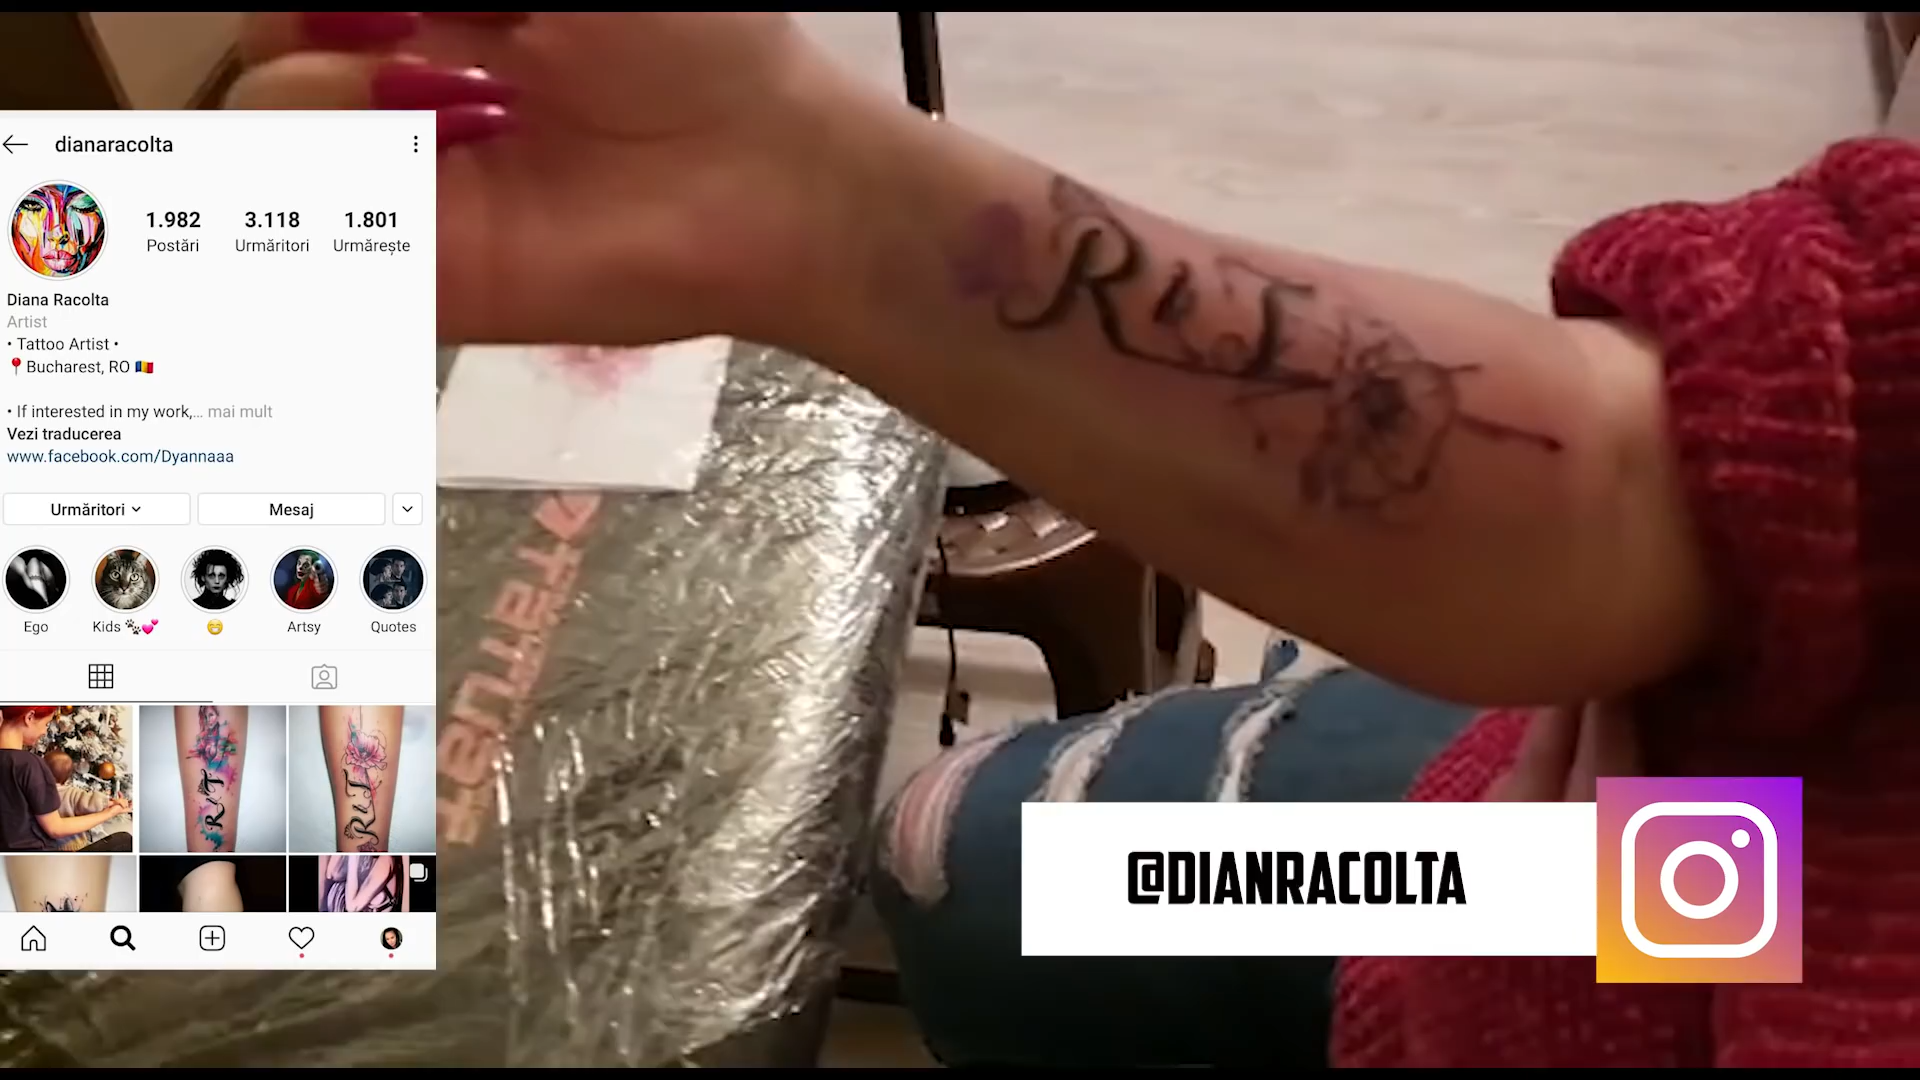 dianaracolta
1.982 3.118 1.801
Postări Urmăritori Urmărește
Diana Racolta
Artist
• Tattoo Artist •
Bucharest, RO
• If interested in my work,... mai mult
Vezi traducerea
www.facebook.com/Dyannaaa
Urmăritori Mesaj
Ego Kids Artsy Quotes
RiT
@DIANRACOLTA